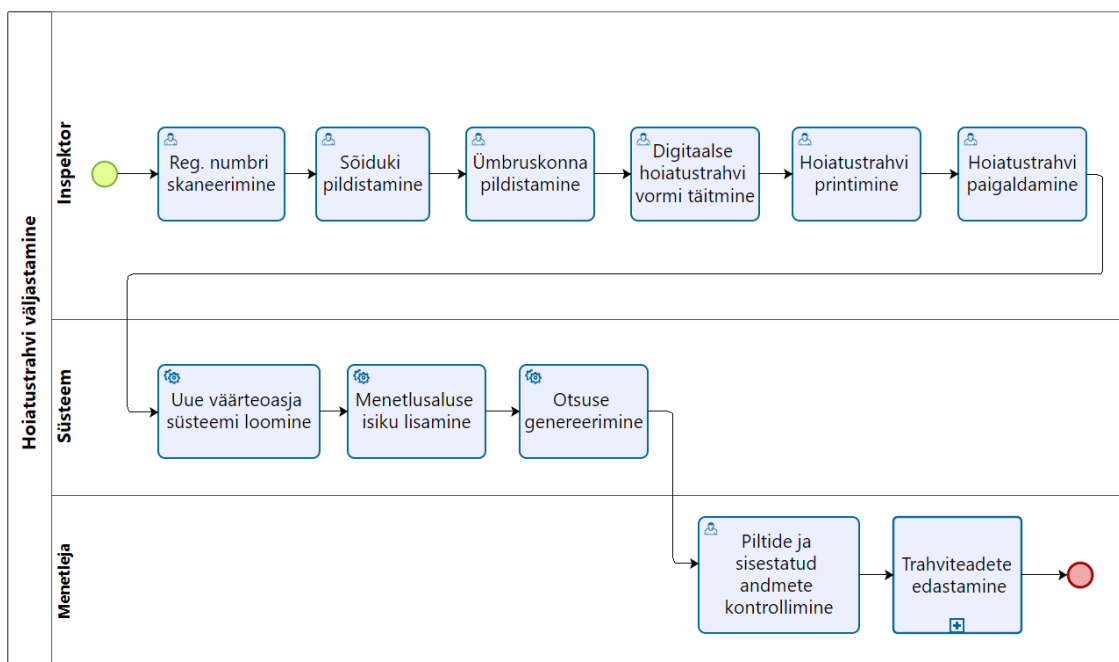 Hoiatustrahvi väljastamine
Inspektor
Reg. numbri
skaneerimine
Sõiduki
pildistamine
Ümbruskonna
pildistamine
Digitaalse
hoiatustrahvi
vormi täitmine
Hoiatustrahvi
printimine
Hoiatustrahvi
paigaldamine
Süsteem
Uue väärteoasja
süsteemi loomine
Menetlusaluse
isiku lisamine
Otsuse
genereerimine
Menetleja
Piltide ja
sisestatud
andmete
kontrollimine
Trahviteadete
edastamine